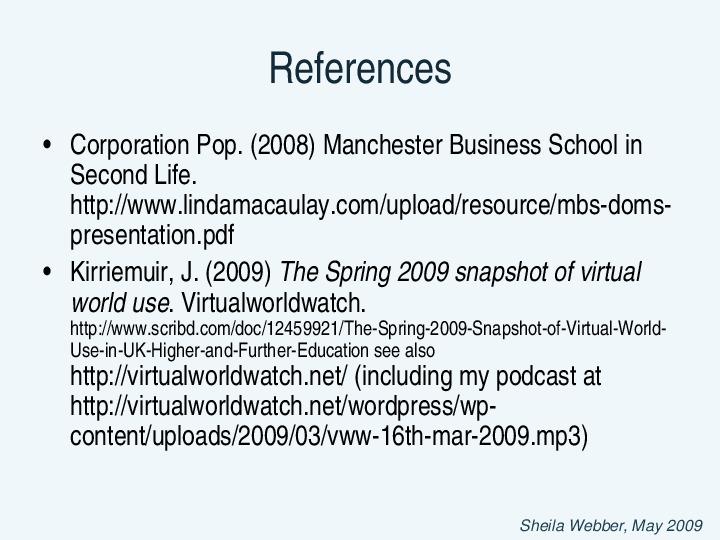 References
• Corporation Pop. (2008) Manchester Business School in
Second Life.
http://www.lindamacaulay.com/upload/resource/mbs-doms-
presentation.pdf
• Kirriemuir, J. (2009) The Spring 2009 snapshot of virtual
world use. Virtualworldwatch.
http://www.scribd.com/doc/12459921/The-Spring-2009-Snapshot-of-Virtual-World-
Use-in-UK-Higher-and-Further-Education see also
http://virtualworldwatch.net/ (including my podcast at
http://virtualworldwatch.net/wordpress/wp-
content/uploads/2009/03/vww-16th-mar-2009.mp3)
Sheila Webber, May 2009